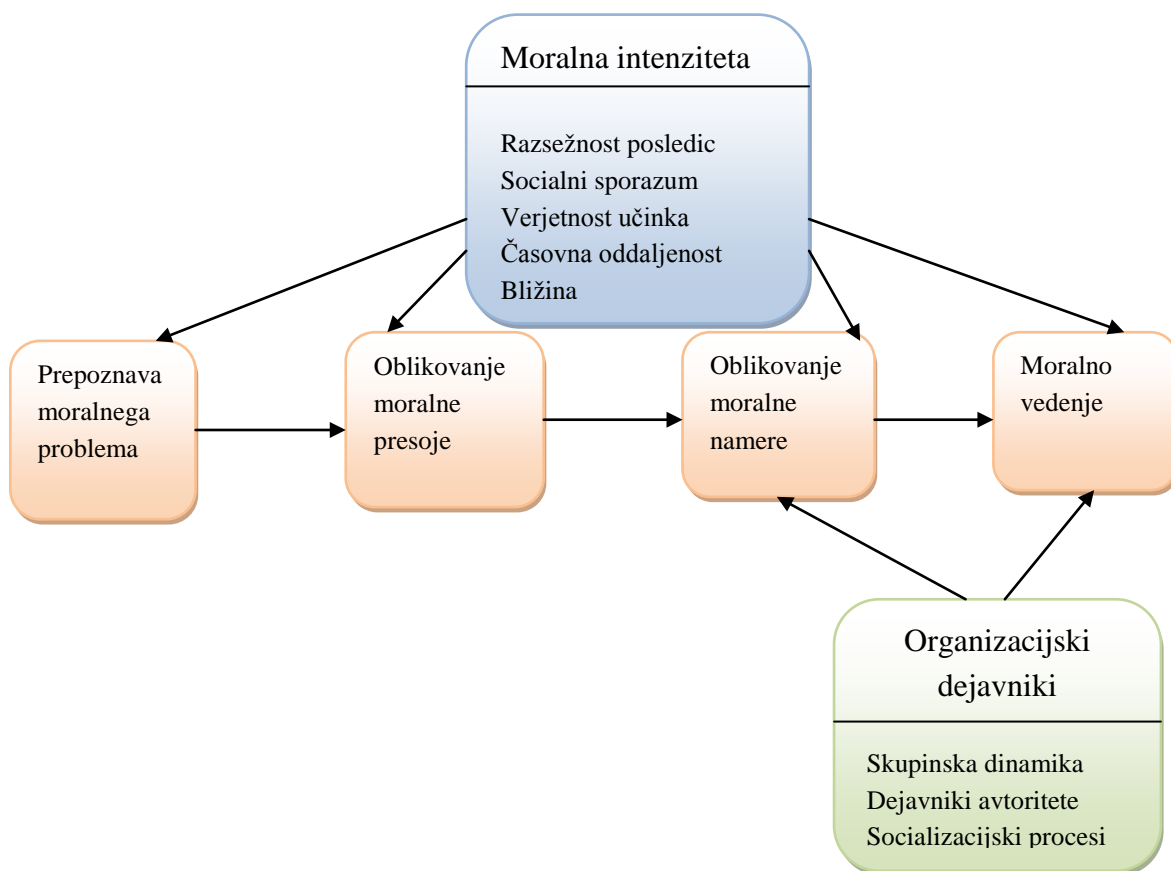 Moralna intenziteta
Razsežnost posledic
Socialni sporazum
Verjetnost učinka
Časovna oddaljenost
Bližina
Prepoznava
moralnega
problema
Oblikovanje
moralne
presoje
Oblikovanje
moralne
namere
Moralno
vedenje
Organizacijski
dejavniki
Skupinska dinamika
Dejavniki avtoritete
Socializacijski procesi